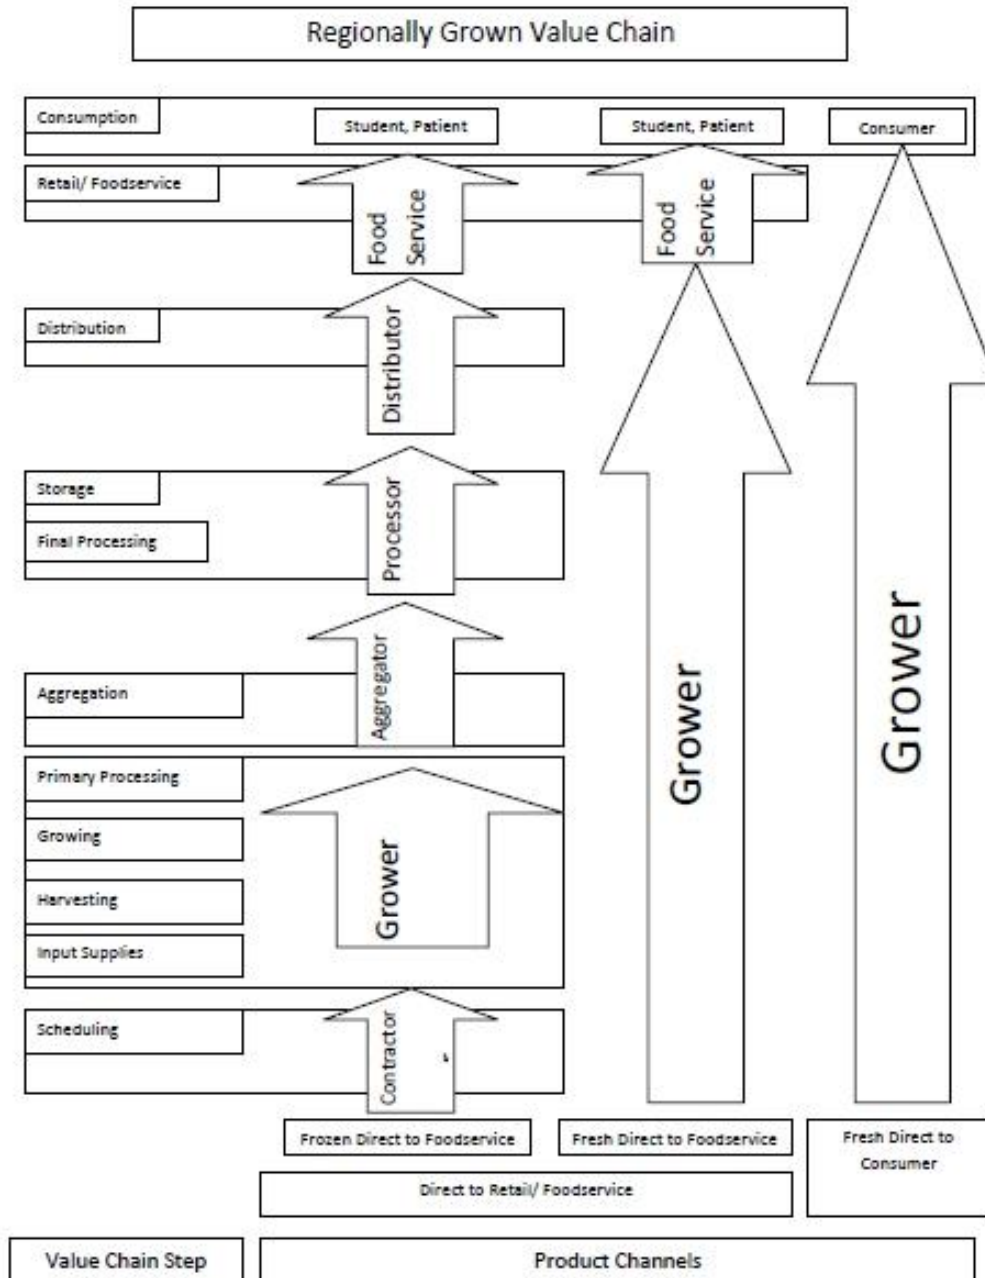 Regionally Grown Value Chain
Consumption
Student, Patient
Student, Patient
Consumer
Retail/ Foodservice
Food
Service
Food
Service
Distribution
Distributor
Storage
Final Processing
Processor
Aggregation
Aggregator
Primary Processing
Growing
Harvesting
Input Supplies
Grower
Grower
Grower
Scheduling
Contractor
Frozen Direct to Foodservice
Fresh Direct to Foodservice
Fresh Direct to
Consumer
Direct to Retail/ Foodservice
Value Chain Step
Product Channels